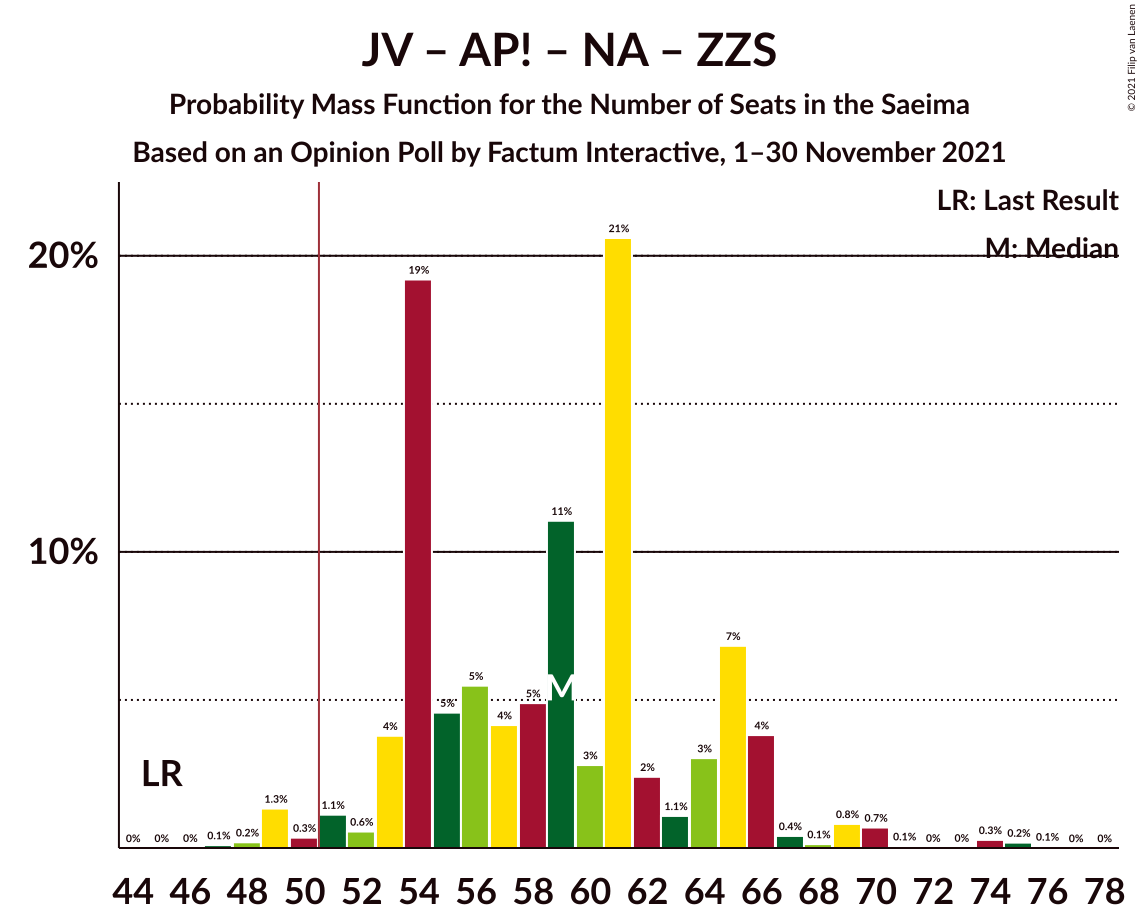 JV – AP! – NA – ZZS
Probability Mass Function for the Number of Seats in the Saeima
Based on an Opinion Poll by Factum Interactive, 1–30 November 2021
© 2021 Filip van Laenen
LR: Last Result
M: Median
20%
10%
LR
M
0% 0% 0% 0.1% 0.2% 1.3% 0.3% 1.1% 0.6% 4% 19% 5% 5% 4% 5% 11% 3% 21% 2% 1.1% 3% 7% 4% 0.4% 0.1% 0.8% 0.7% 0.1% 0% 0% 0.3% 0.2% 0.1% 0% 0%
44 46 48 50 52 54 56 58 60 62 64 66 68 70 72 74 76 78